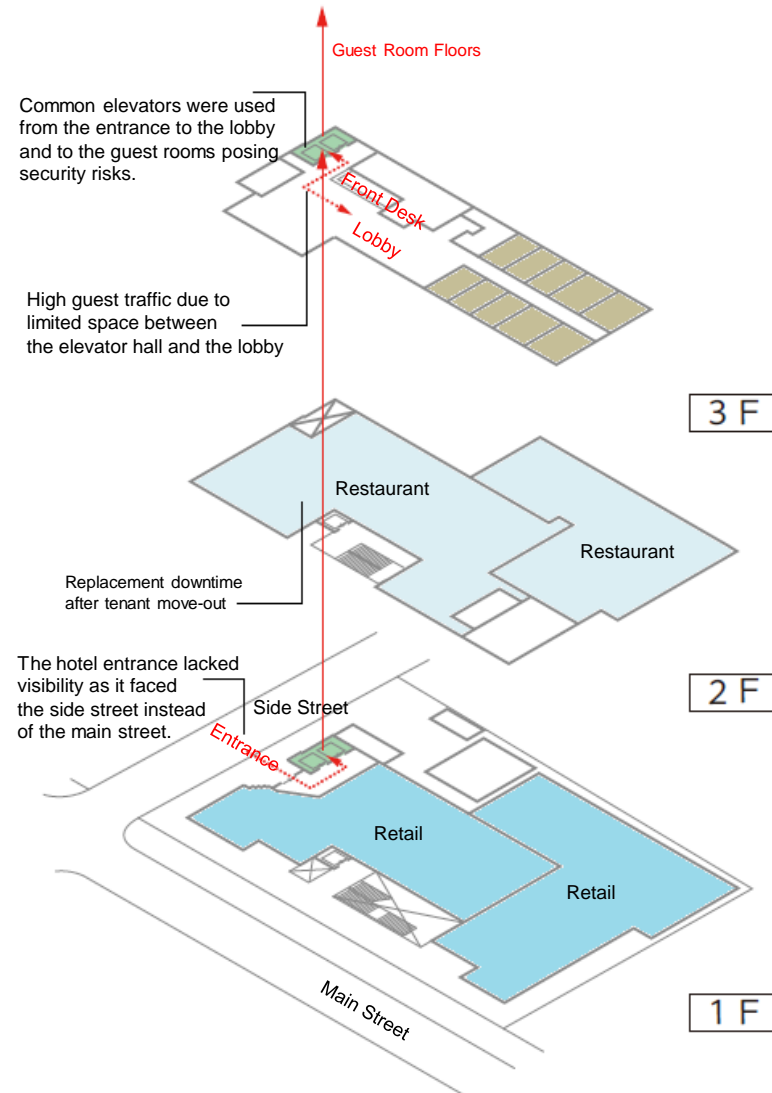 Guest Room Floors
Common elevators were used
from the entrance to the lobby
and to the guest rooms posing
security risks.
Front Desk
Lobby
High guest traffic due to
limited space between
the elevator hall and the lobby
3 F
Restaurant
Restaurant
Replacement downtime
after tenant move-out
The hotel entrance lacked
visibility as it faced
the side street instead
of the main street.
2 F
Side Street
Entrance
Retail
Retail
Main Street
1 F